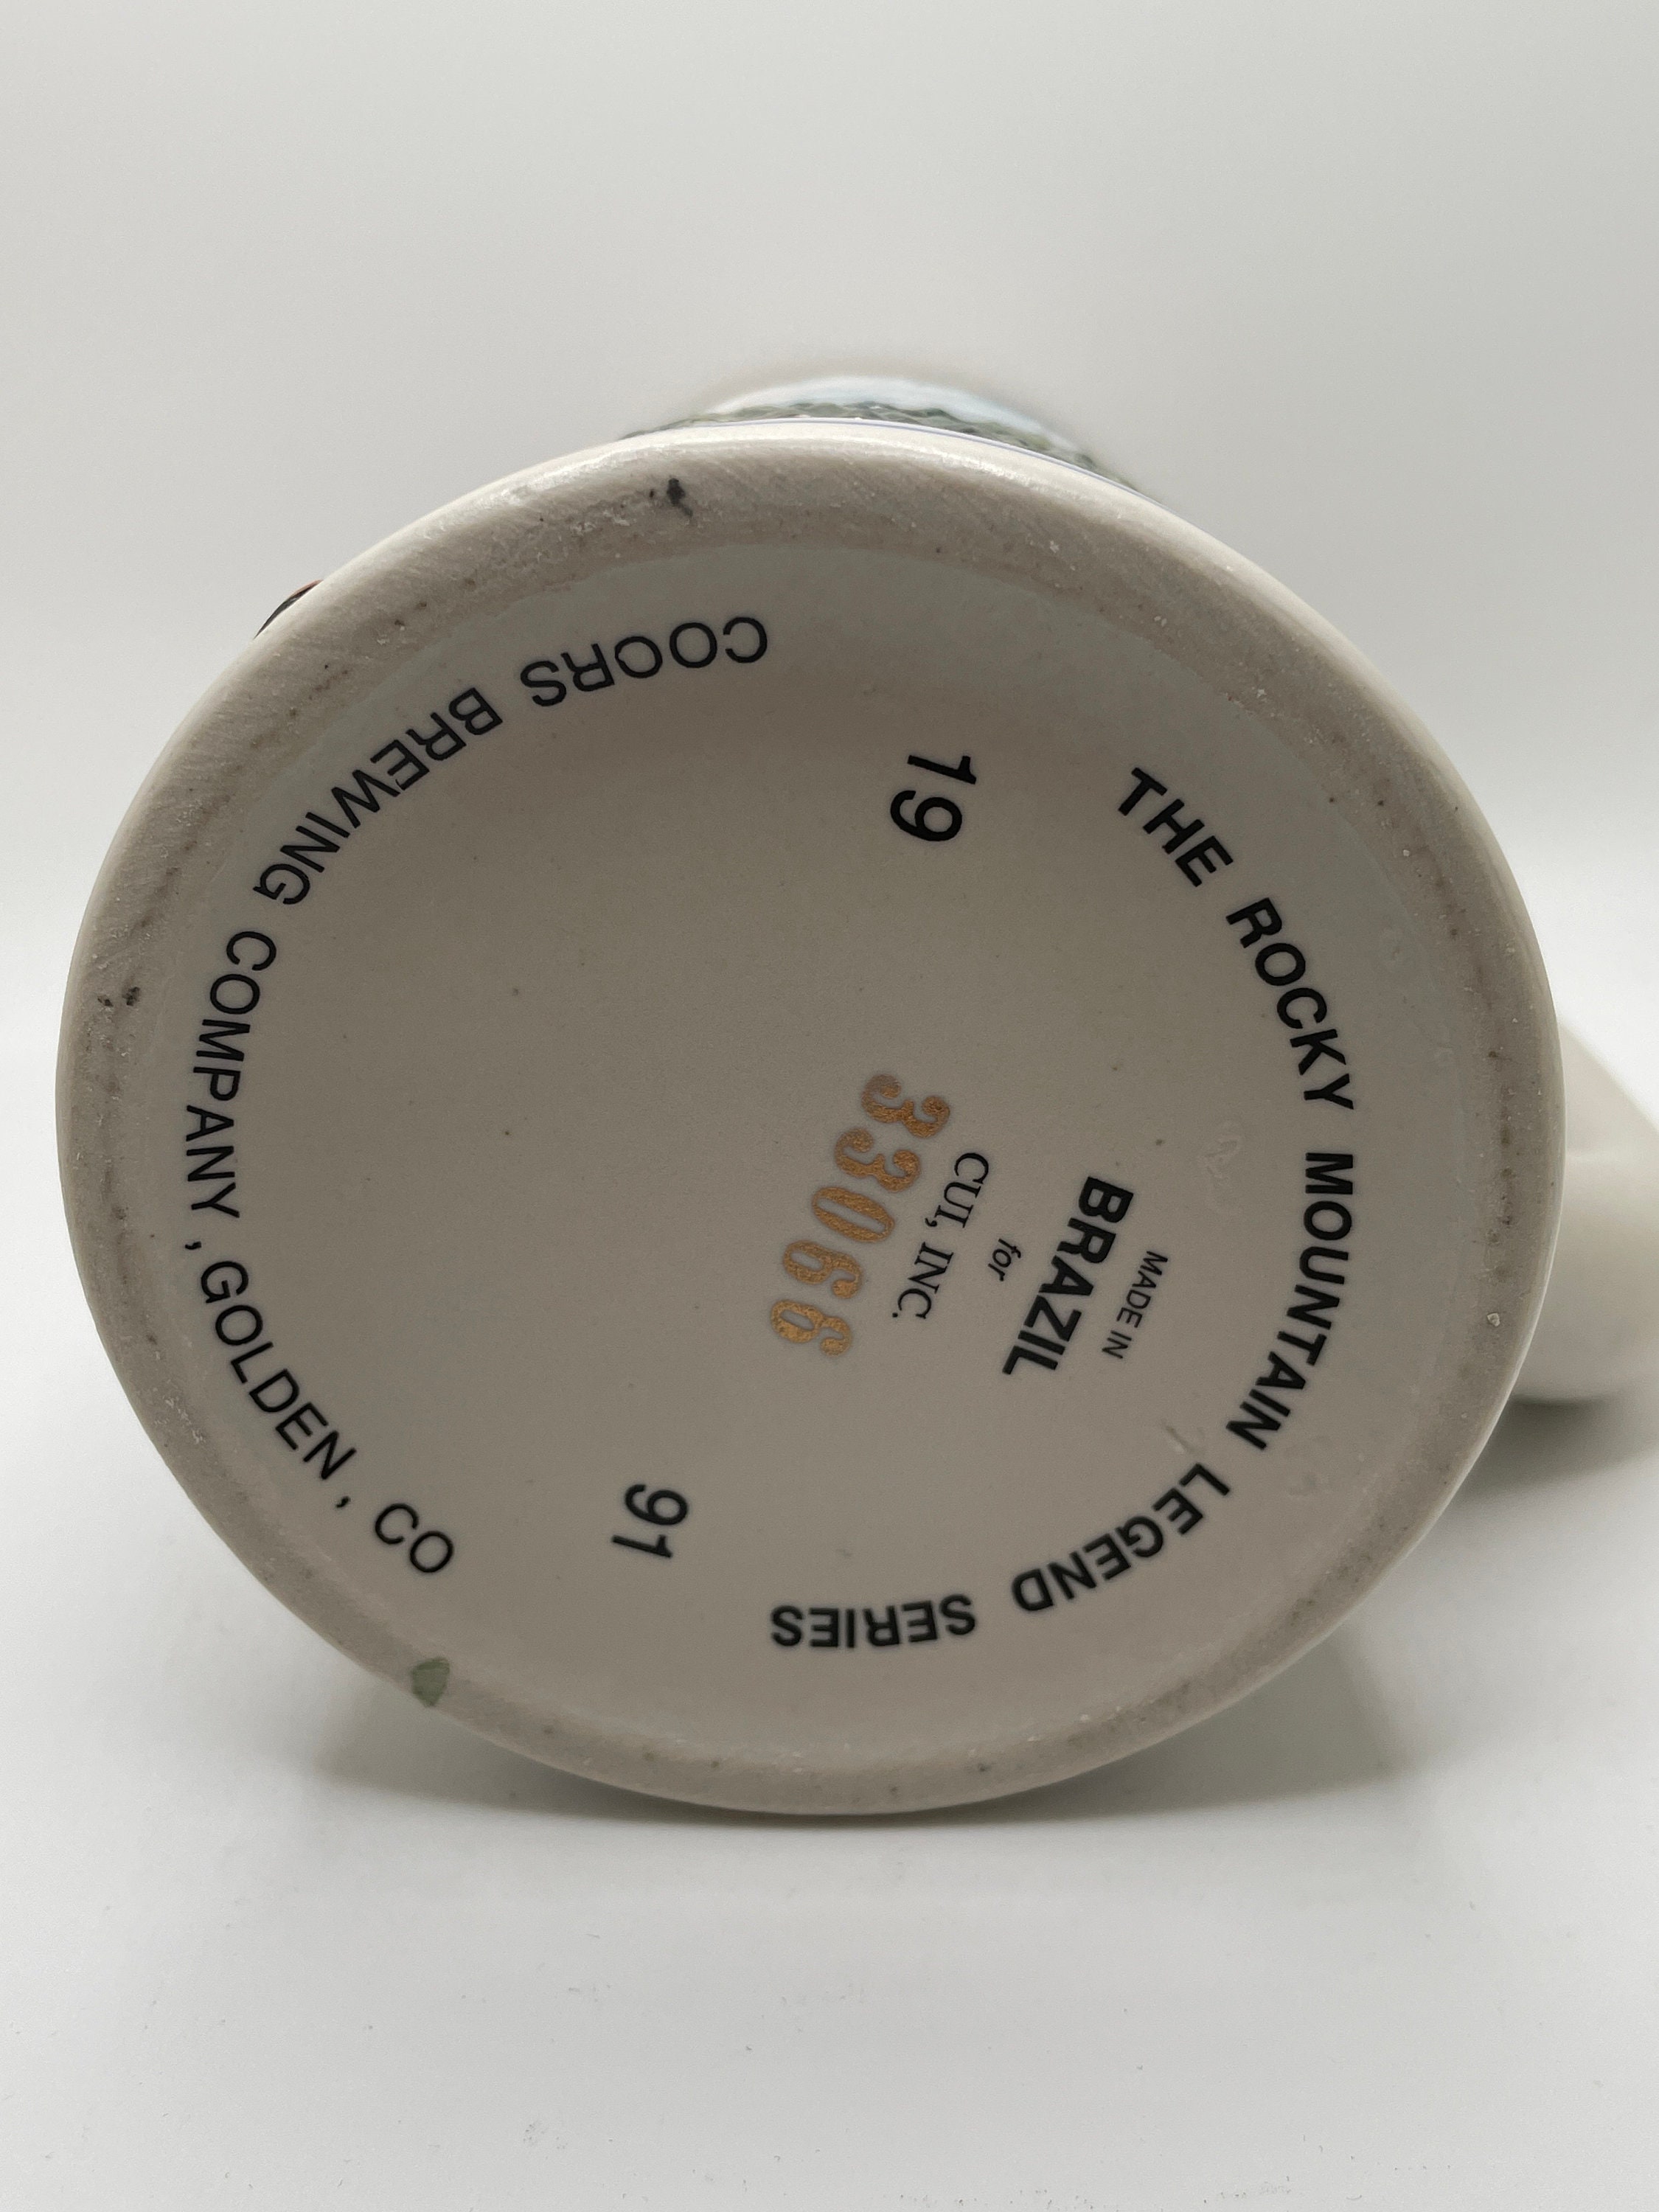 THE ROCKY MOUNTAIN LEGEND SERIES
MADE IN
BRAZIL
for
CUI, INC.
33066
19 91
COORS BREWING COMPANY, GOLDEN, CO